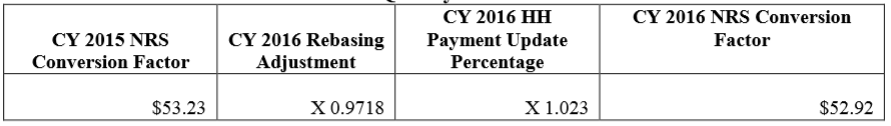 CY 2015 NRS
Conversion Factor
CY 2016 Rebasing
Adjustment
CY 2016 HH
Payment Update
Percentage
CY 2016 NRS Conversion
Factor
$53.23
X 0.9718
X 1.023
$52.92